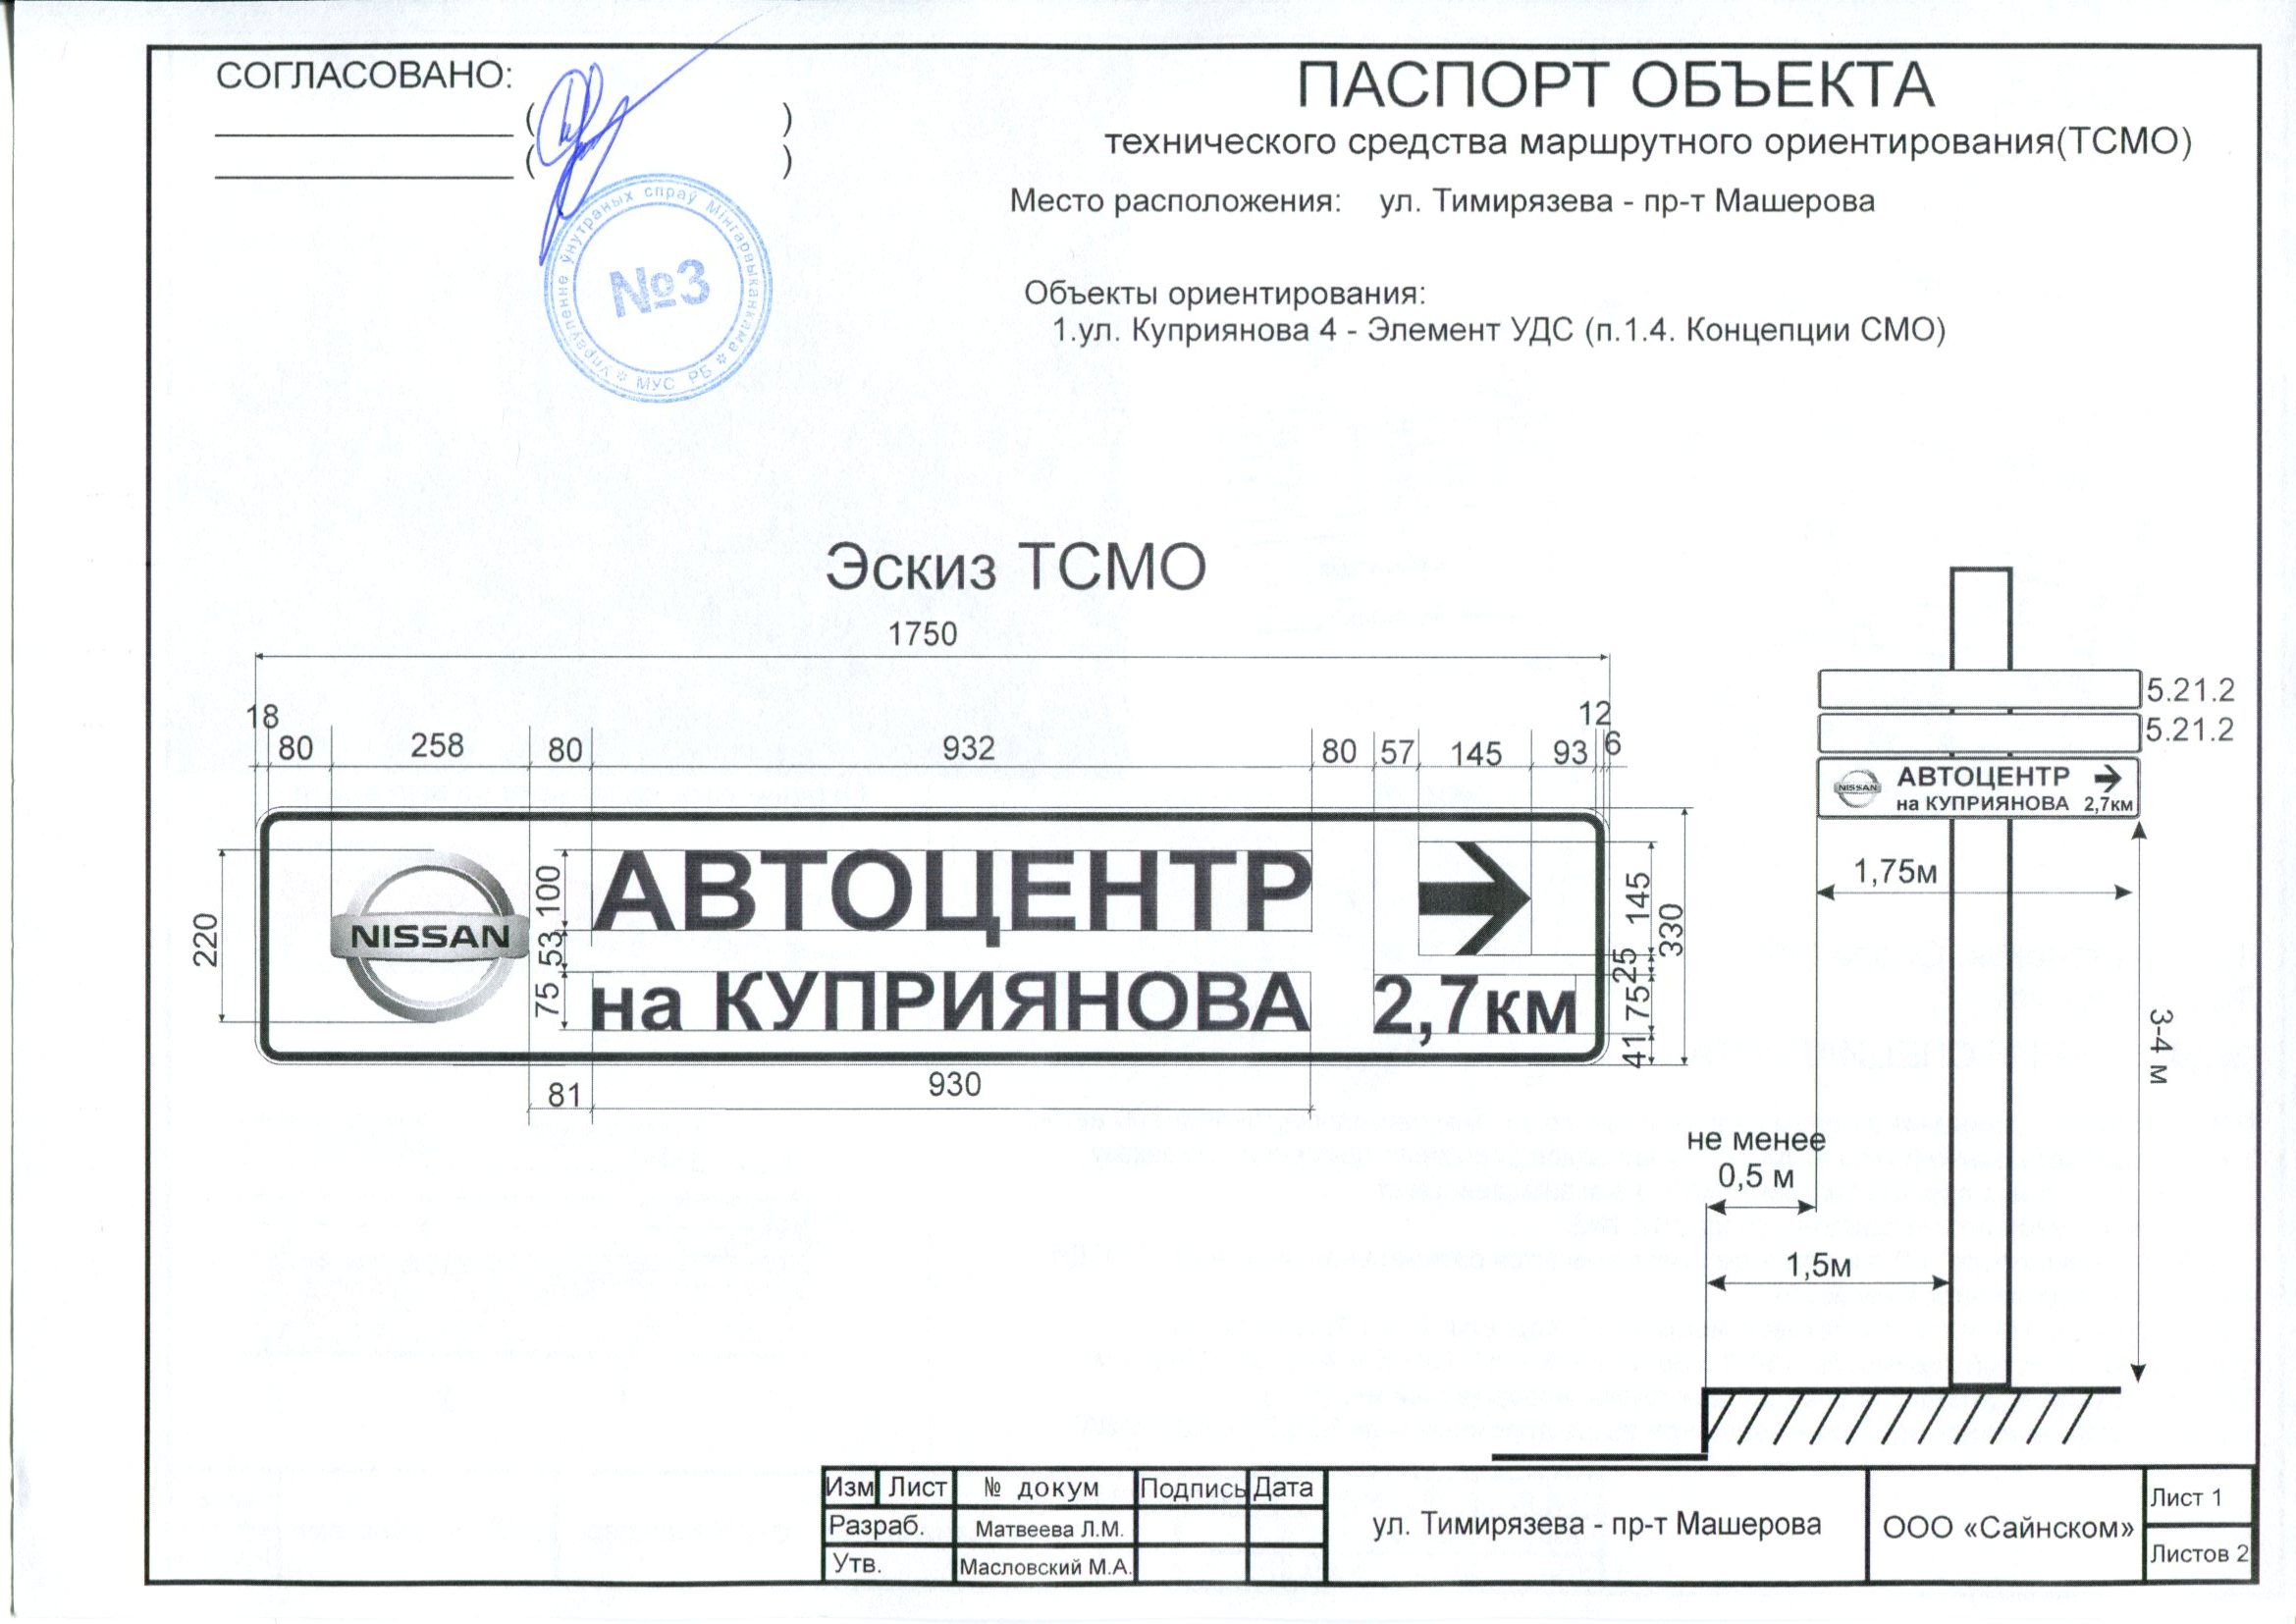 СОГЛАСОВАНО:
( )
( )
упраўленне ўнутраных спраў Мінгарвыканкама * МУС РБ *
№3
ПАСПОРТ ОБЪЕКТА
технического средства маршрутного ориентирования(ТСМО)
Место расположения: ул. Тимирязева - пр-т Машерова
Объекты ориентирования:
1.ул. Куприянова 4 - Элемент УДС (п.1.4. Концепции СМО)
Эскиз ТСМО
1750
18
80
258
80
932
80
57
145
93
12
6
220
100
53
75
NISSAN
АВТОЦЕНТР
на КУПРИЯНОВА
2,7км
145
25
75
41
330
81
930
5.21.2
5.21.2
NISSAN
АВТОЦЕНТР
на КУПРИЯНОВА 2,7км
1,75м
3-4 м
не менее
0,5 м
1,5м
Изм Лист № докум Подпись Дата
Разраб. Матвеева Л.М.
Утв. Масловский М.А.
ул. Тимирязева - пр-т Машерова
ООО «Сайнском»
Лист 1
Листов 2